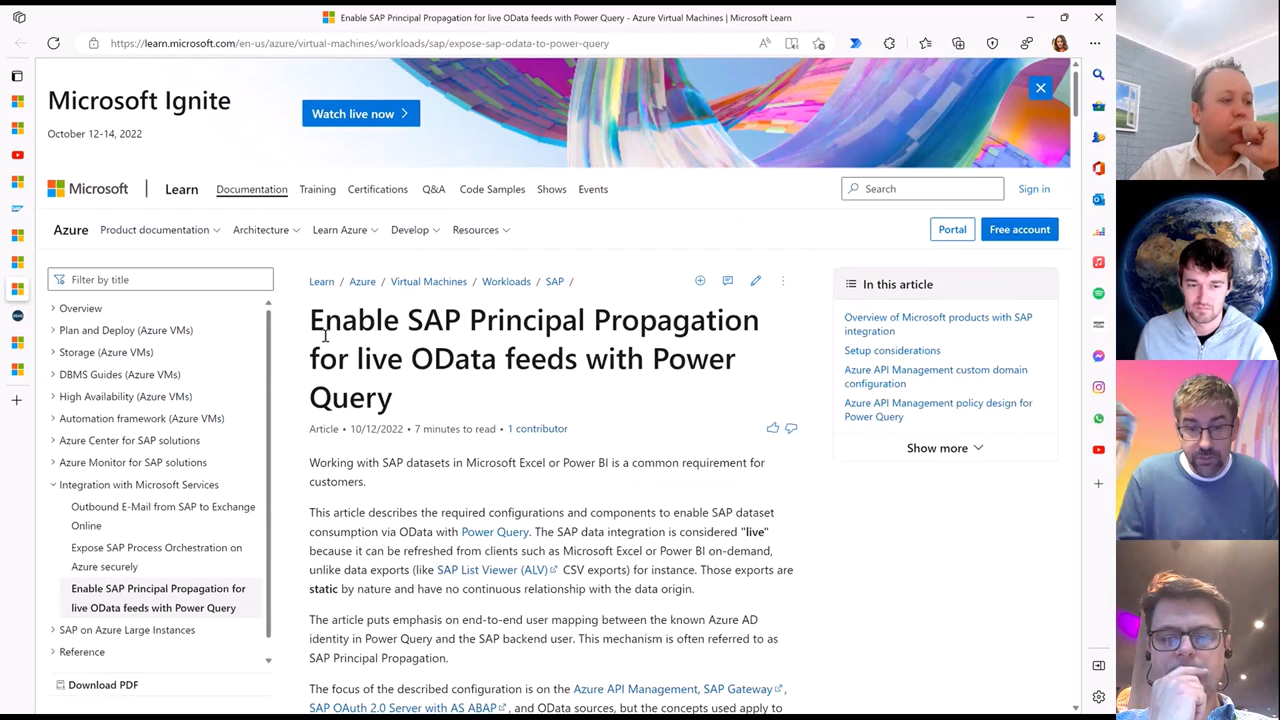 Enable SAP Principal Propagation for live OData feeds with Power Query - Azure Virtual Machines | Microsoft Learn
https://learn.microsoft.com/en-us/azure/virtual-machines/workloads/sap/expose-sap-odata-to-power-query
Microsoft Ignite
October 12-14, 2022
Watch live now
Microsoft
Learn
Documentation
Training
Certifications
Q&A
Code Samples
Shows
Events
Search
Sign in
Azure
Product documentation
Architecture
Learn Azure
Develop
Resources
Portal
Free account
Filter by title
Overview
Plan and Deploy (Azure VMs)
Storage (Azure VMs)
DBMS Guides (Azure VMs)
High Availability (Azure VMs)
Automation framework (Azure VMs)
Azure Center for SAP solutions
Azure Monitor for SAP solutions
Integration with Microsoft Services
Outbound E-Mail from SAP to Exchange
Online
Expose SAP Process Orchestration on
Azure securely
Enable SAP Principal Propagation for
live OData feeds with Power Query
SAP on Azure Large Instances
Reference
Download PDF
Learn / Azure / Virtual Machines / Workloads / SAP /
Enable SAP Principal Propagation
for live OData feeds with Power
Query
Article • 10/12/2022 • 7 minutes to read • 1 contributor
Working with SAP datasets in Microsoft Excel or Power BI is a common requirement for
customers.
This article describes the required configurations and components to enable SAP dataset
consumption via OData with Power Query. The SAP data integration is considered "live"
because it can be refreshed from clients such as Microsoft Excel or Power BI on-demand,
unlike data exports (like SAP List Viewer (ALV) CSV exports) for instance. Those exports are
static by nature and have no continuous relationship with the data origin.
The article puts emphasis on end-to-end user mapping between the known Azure AD
identity in Power Query and the SAP backend user. This mechanism is often referred to as
SAP Principal Propagation.
The focus of the described configuration is on the Azure API Management, SAP Gateway,
SAP OAuth 2.0 Server with AS ABAP, and OData sources, but the concepts used apply to
In this article
Overview of Microsoft products with SAP
integration
Setup considerations
Azure API Management custom domain
configuration
Azure API Management policy design for
Power Query
Show more